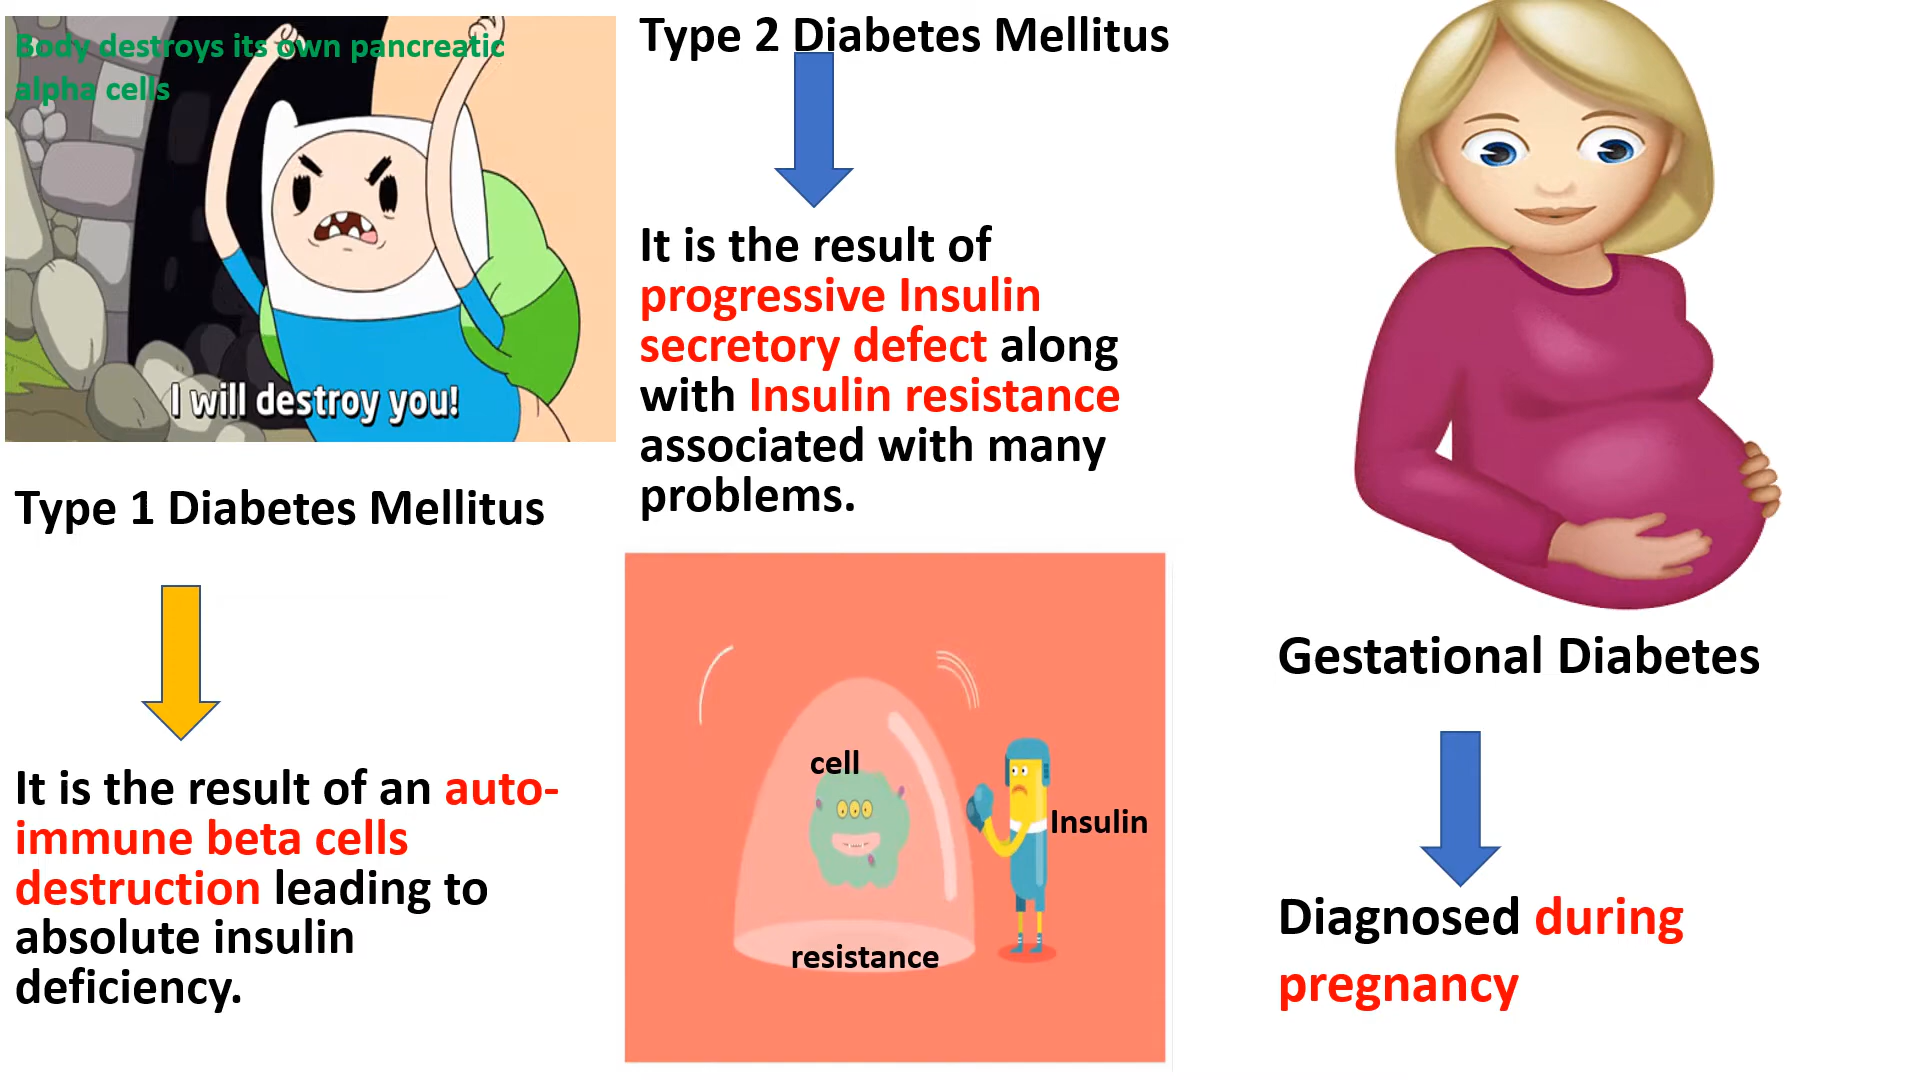 Body destroys its own pancreatic
alpha cells
I will destroy you!
Type 1 Diabetes Mellitus
It is the result of an auto-
immune beta cells
destruction leading to
absolute insulin
deficiency.
Type 2 Diabetes Mellitus
It is the result of
progressive Insulin
secretory defect along
with Insulin resistance
associated with many
problems.
cell
Insulin
resistance
Gestational Diabetes
Diagnosed during
pregnancy